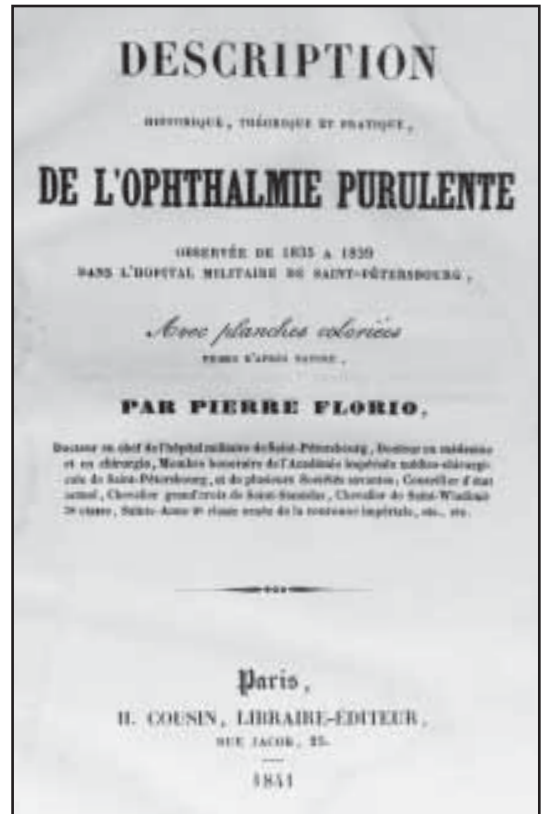 DESCRIPTION
HISTORIQUE, THÉORIQUE ET PRATIQUE,
DE L'OPHTHALMIE PURULENTE
OBSERVÉE DE 1835 A 1839
DANS L'HOPITAL MILITAIRE DE SAINT-PÉTERSBOURG,
Avec planches coloriées
D'APRÈS NATURE,
PAR PIERRE FLORIO,
Docteur en chef de l'hôpital militaire de Saint-Pétersbourg, Docteur en médecine
et en chirurgie, Membre honoraire de l'Académie impériale médico-chirurgi-
cale de Saint-Pétersbourg, et de plusieurs Sociétés savantes; Conseiller d'état
actuel, Chevalier grand'croix de Saint-Stanislas, Chevalier de Saint-Wladimir
classe, Sainte-Anne classe ornée de la couronne impériale, etc., etc.
Paris,
H. COUSIN, LIBRAIRE-ÉDITEUR,
RUE JACOB, 25.
1841